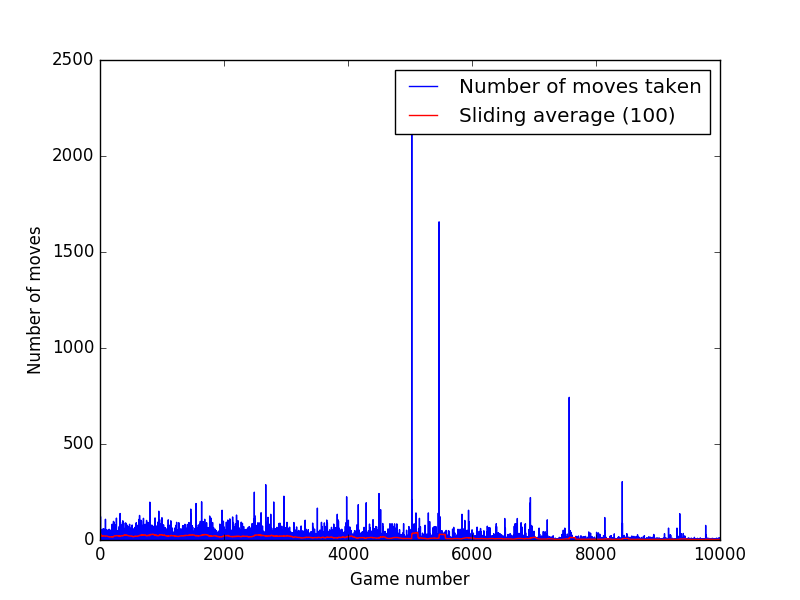 2500
2000
1500
1000
500
0
Number of moves
Number of moves taken
Sliding average (100)
0 2000 4000 6000 8000 10000
Game number